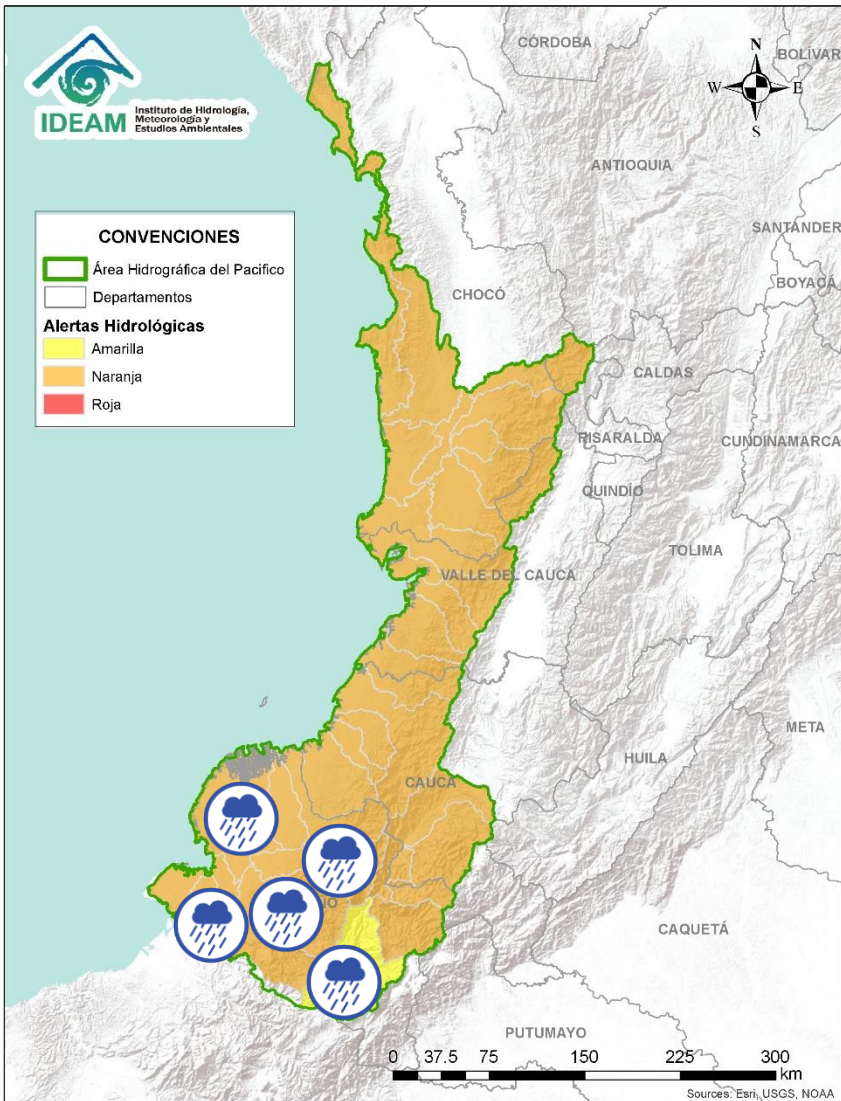 IDEAM
Instituto de Hidrología,
Meteorología y
Estudios Ambientales
CONVENCIONES
Área Hidrográfica del Pacifico
Departamentos
Alertas Hidrológicas
Amarilla
Naranja
Roja
N
W
E
S
CÓRDOBA
BOLÍVAR
ANTIOQUIA
SANTANDER
BOYACÁ
CHOCÓ
CALDAS
RISARALDA
CUNDINAMARCA
QUINDÍO
TOLIMA
VALLE DEL CAUCA
META
HUILA
CAUCA
CAQUETÁ
PUTUMAYO
0 37.5 75 150 225 300
km
Sources: Esri, USGS, NOAA